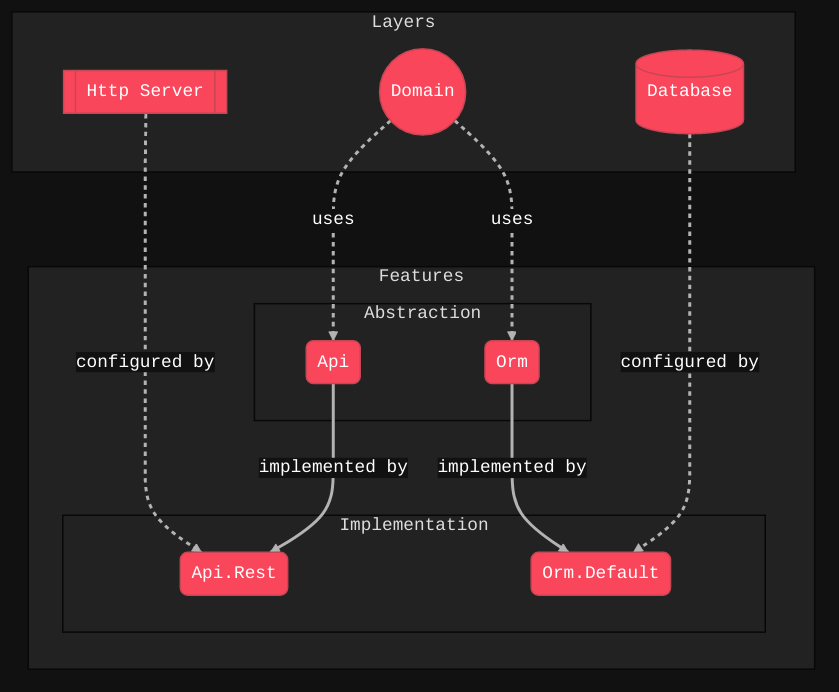 Layers
Http Server
Domain
Database
uses
uses
Features
Abstraction
configured by
Api
Orm
configured by
implemented by
implemented by
Implementation
Api.Rest
Orm.Default